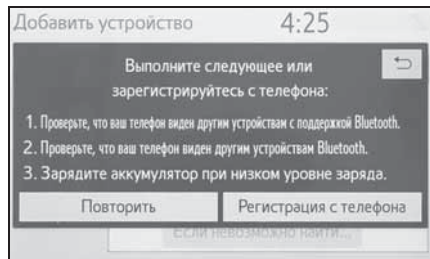 Добавить устройство 4:25
Выполните следующее или
зарегистрируйтесь с телефона:
1. Проверьте, что ваш телефон виден другим устройствам с поддержкой Bluetooth.
2. Проверьте, что ваш телефон виден другим устройствам Bluetooth.
3. Зарядите аккумулятор при низком уровне заряда.
Повторить Регистрация с телефона
Если невозможно найти...